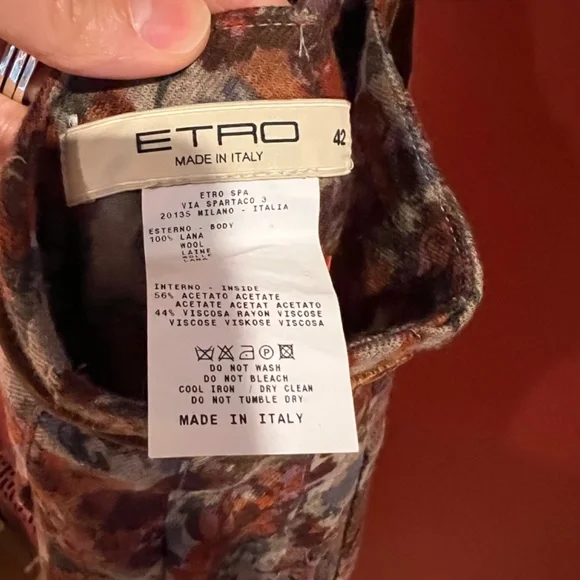 ETRO
42
MADE IN ITALY
ETRO SPA
VIA SPARTACO 3
20135 MILANO - ITALIA
ESTERNO - BODY
100% LANA
WOOL
LAINE
WOLLE
LANA
INTERNO - INSIDE
56% ACETATO ACETATE
ACETATE ACETAT ACETATO
44% VISCOSA RAYON VISCOSE
VISCOSE VISKOSE VISCOSA
P
DO NOT WASH
DO NOT BLEACH
COOL IRON / DRY CLEAN
DO NOT TUMBLE DRY
MADE IN ITALY